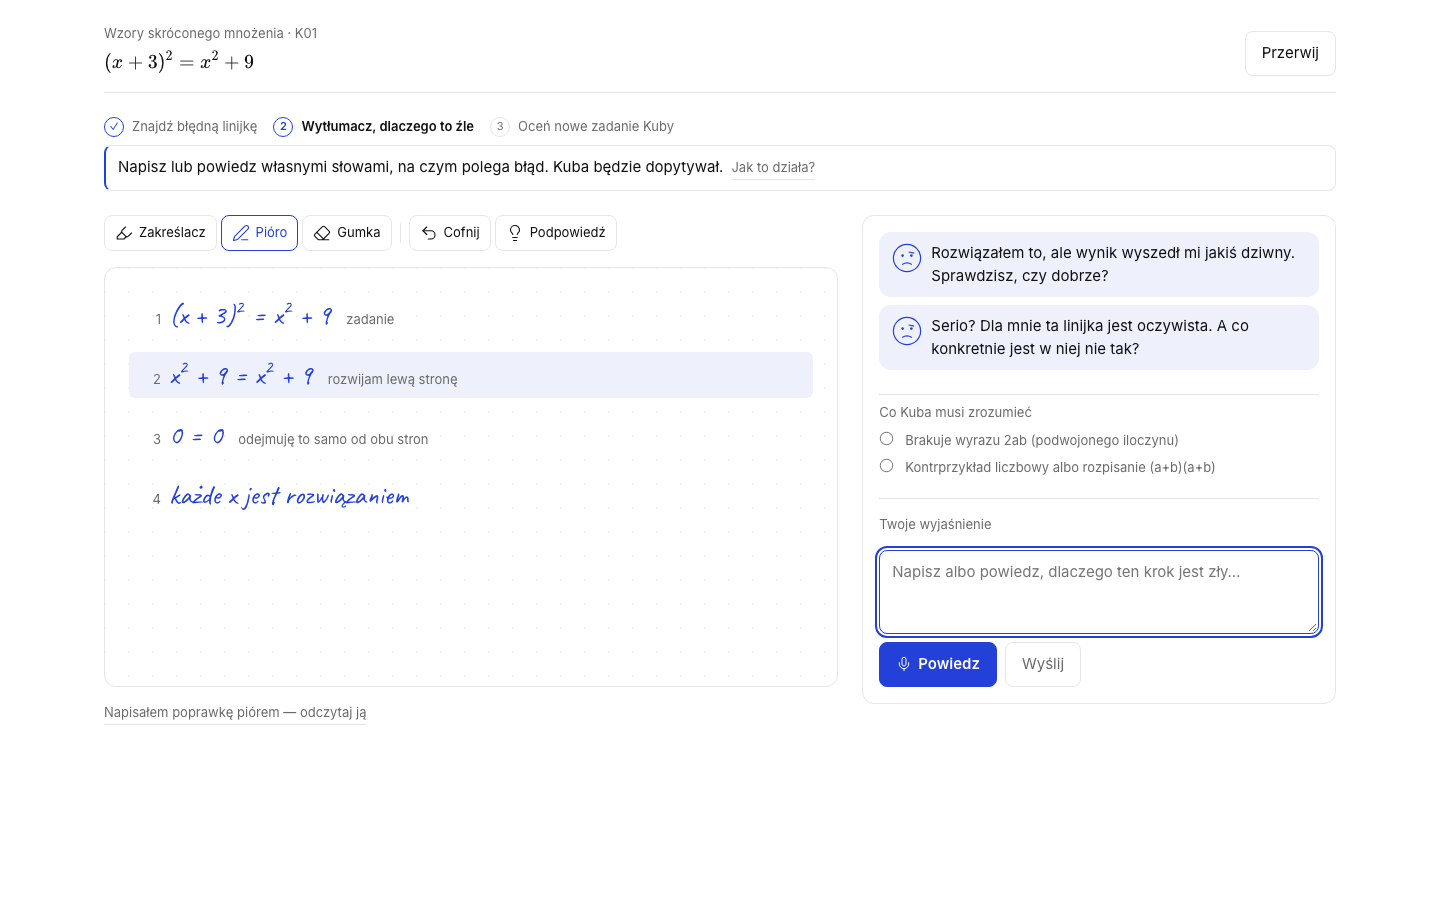 Wzory skróconego mnożenia · K01
(x + 3)² = x² + 9
Przerwij
Znajdź błędną linijkę
2 Wytłumacz, dlaczego to źle
3 Oceń nowe zadanie Kuby
Napisz lub powiedz własnymi słowami, na czym polega błąd. Kuba będzie dopytywał. Jak to działa?
Zakreślacz Pióro Gumka Cofnij Podpowiedź
1 (x + 3)² = x² + 9 zadanie
2 x² + 9 = x² + 9 rozwijam lewą stronę
3 0 = 0 odejmuję to samo od obu stron
4 każde x jest rozwiązaniem
Napisałem poprawkę piórem — odczytaj ją
Rozwiązałem to, ale wynik wyszedł mi jakiś dziwny.
Sprawdzisz, czy dobrze?
Serio? Dla mnie ta linijka jest oczywista. A co
konkretnie jest w niej nie tak?
Co Kuba musi zrozumieć
Brakuje wyrazu 2ab (podwojonego iloczynu)
Kontrprzykład liczbowy albo rozpisanie (a+b)(a+b)
Twoje wyjaśnienie
Napisz albo powiedz, dlaczego ten krok jest zły...
Powiedz Wyślij